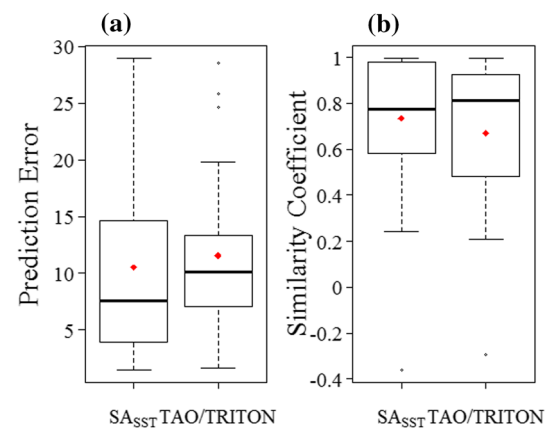 (a) (b)
30
25
20
15
10
5
Prediction Error
1
0.8
0.6
0.4
0.2
0
-0.2
-0.4
Similarity Coefficient
SASST TAO/TRITON
SASST TAO/TRITON